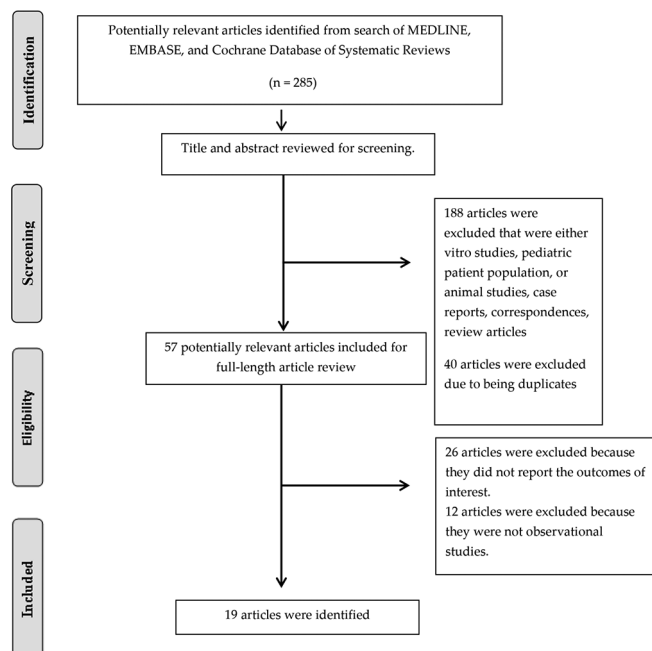 Identification
Potentially relevant articles identified from search of MEDLINE,
EMBASE, and Cochrane Database of Systematic Reviews
(n = 285)
Title and abstract reviewed for screening.
Screening
188 articles were
excluded that were either
vitro studies, pediatric
patient population, or
animal studies, case
reports, correspondences,
review articles
40 articles were excluded
due to being duplicates
57 potentially relevant articles included for
full-length article review
Eligibility
26 articles were excluded because
they did not report the outcomes of
interest.
12 articles were excluded because
they were not observational
studies.
Included
19 articles were identified